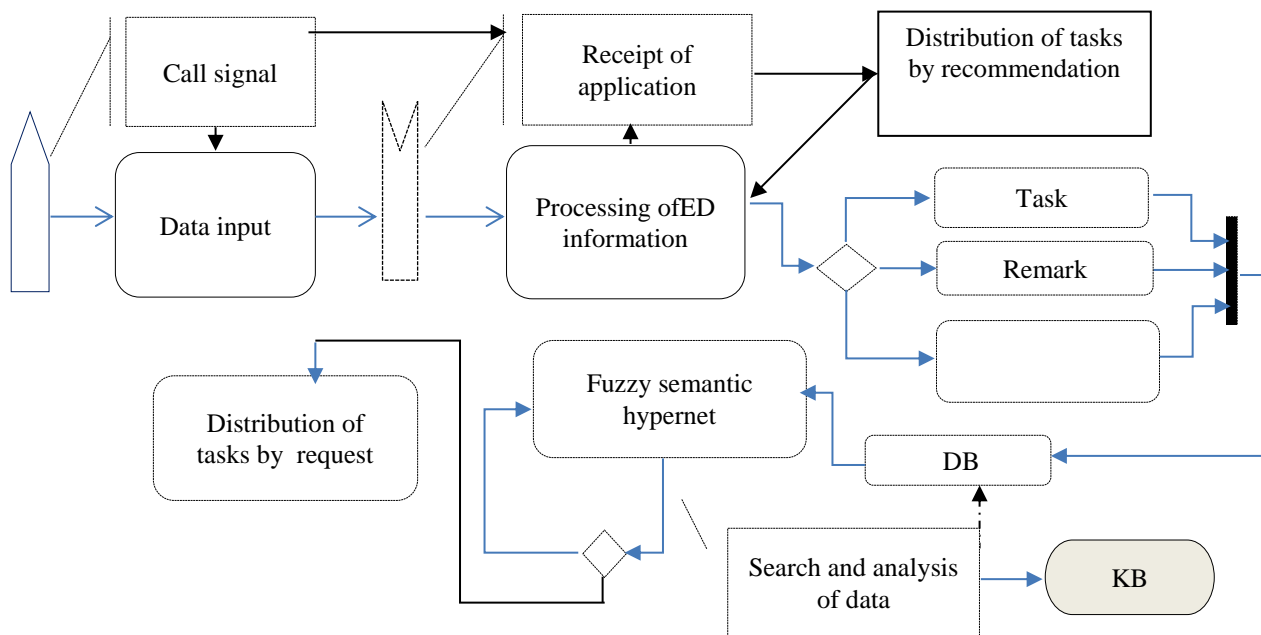 Call signal
Receipt of
application
Distribution of tasks
by recommendation
Data input
Processing ofED
information
Task
Remark
Fuzzy semantic
hypernet
Distribution of
tasks by request
DB
Search and analysis
of data
KB